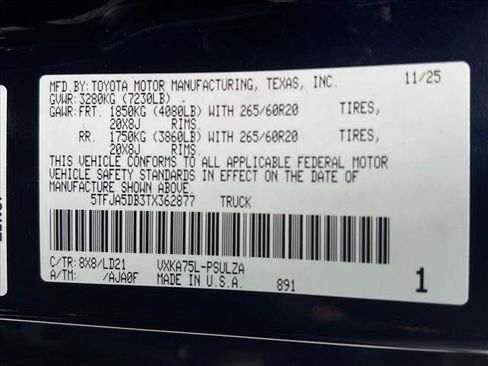 MFD. BY: TOYOTA MOTOR MANUFACTURING, TEXAS, INC. 11/25
GVWR: 3280KG (7230LB)
GAWR: FRT. 1850KG (4080LB) WITH 265/60R20 TIRES,
20X8J RIMS.
RR. 1750KG (3860LB) WITH 265/60R20 TIRES,
20X8J RIMS.
THIS VEHICLE CONFORMS TO ALL APPLICABLE FEDERAL MOTOR
VEHICLE SAFETY STANDARDS IN EFFECT ON THE DATE OF
MANUFACTURE SHOWN ABOVE.
5TFJA5DB3TX362877 TRUCK
C/TR: 8X8/LD21 VXKA75L-PSULZA
A/TM: /AJA0F MADE IN U.S.A. 891 1